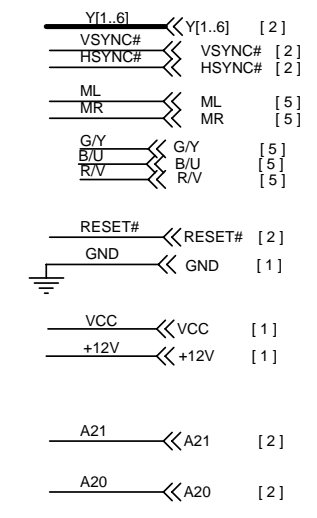 Y[1..6] Y[1..6] [ 2 ]
VSYNC# VSYNC# [ 2 ]
HSYNC# HSYNC# [ 2 ]
ML ML [ 5 ]
MR MR [ 5 ]
G/Y G/Y [ 5 ]
B/U B/U [ 5 ]
R/V R/V [ 5 ]
RESET# RESET# [ 2 ]
GND GND [ 1 ]
VCC VCC [ 1 ]
+12V +12V [ 1 ]
A21 A21 [ 2 ]
A20 A20 [ 2 ]